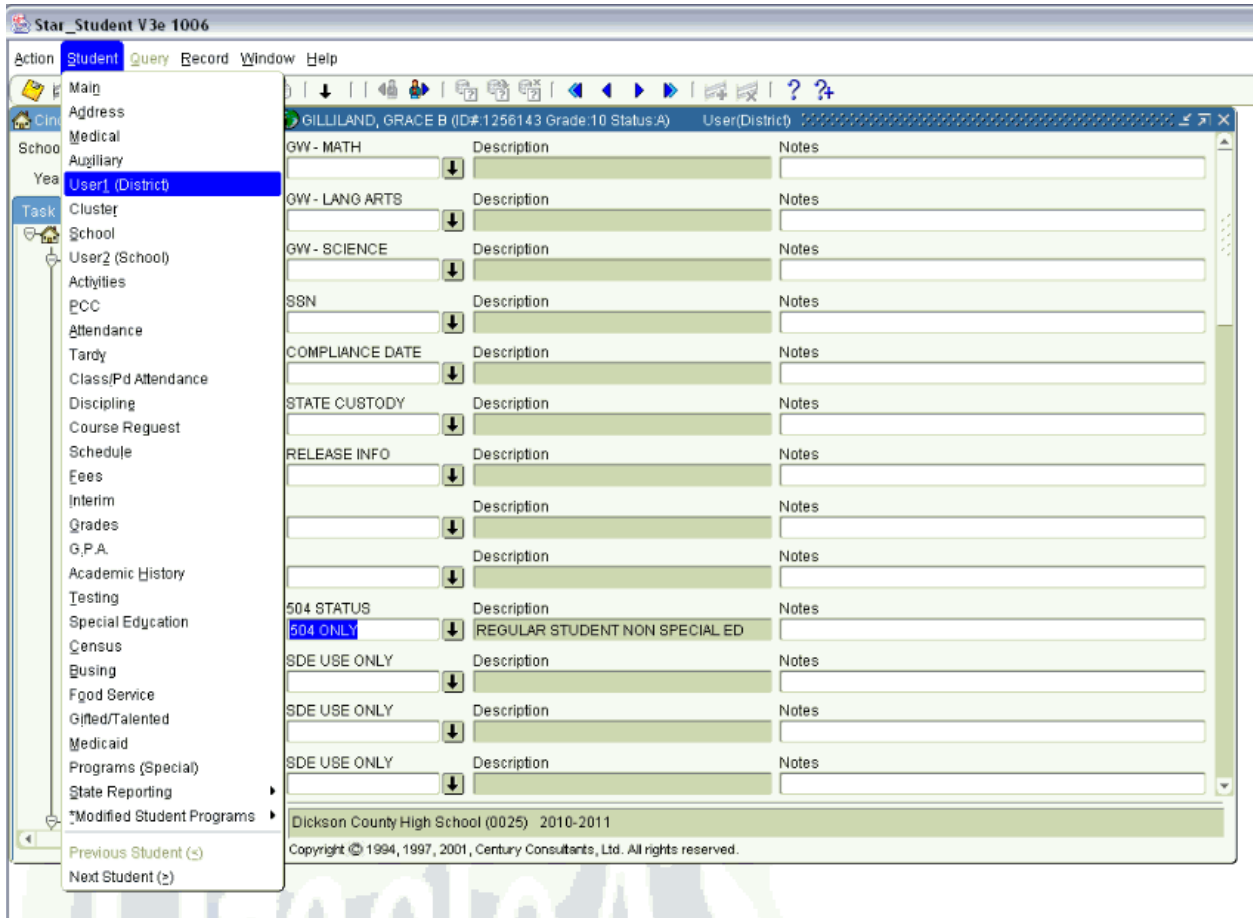 Star_Student V3e 1006
Action Student Query Record Window Help
Main
Address
Medical
Auxiliary
User1 (District)
Cluster
School
User2 (School)
Activities
PCC
Attendance
Tardy
Class/Pd Attendance
Discipling
Course Reguest
Schedule
Fees
Interim
Grades
G.P.A.
Academic History
Testing
Special Education
Census
Busing
Food Service
Gifted/Talented
Medicaid
Programs (Special)
State Reporting
*Modified Student Programs
Previous Student (<)
Next Student (>)
Schoo
Yea
Task
GILLILAND, GRACE B (ID#:1256143 Grade:10 Status:A) User(District)
GW - MATH Description Notes
GW - LANG ARTS Description Notes
GW - SCIENCE Description Notes
SSN Description Notes
COMPLIANCE DATE Description Notes
STATE CUSTODY Description Notes
RELEASE INFO Description Notes
Description Notes
Description Notes
504 STATUS Description Notes
504 ONLY REGULAR STUDENT NON SPECIAL ED
SDE USE ONLY Description Notes
SDE USE ONLY Description Notes
SDE USE ONLY Description Notes
Dickson County High School (0025) 2010-2011
Copyright © 1994, 1997, 2001, Century Consultants, Ltd. All rights reserved.